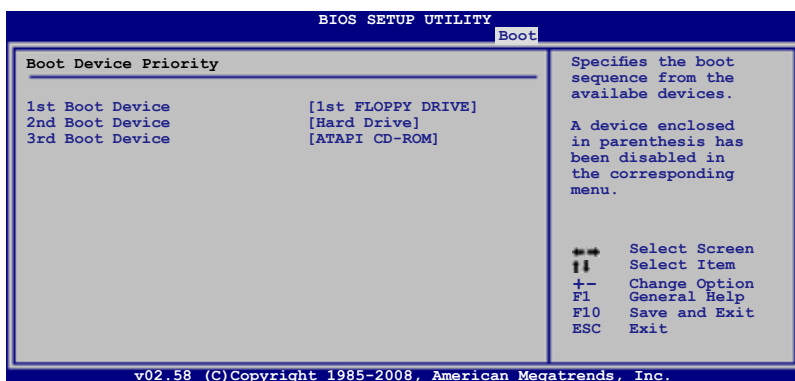 BIOS SETUP UTILITY
Boot
Boot Device Priority
1st Boot Device [1st FLOPPY DRIVE]
2nd Boot Device [Hard Drive]
3rd Boot Device [ATAPI CD-ROM]
Specifies the boot
sequence from the
availabe devices.
A device enclosed
in parenthesis has
been disabled in
the corresponding
menu.
←→ Select Screen
↑↓ Select Item
+- Change Option
F1 General Help
F10 Save and Exit
ESC Exit
v02.58 (C)Copyright 1985-2008, American Megatrends, Inc.